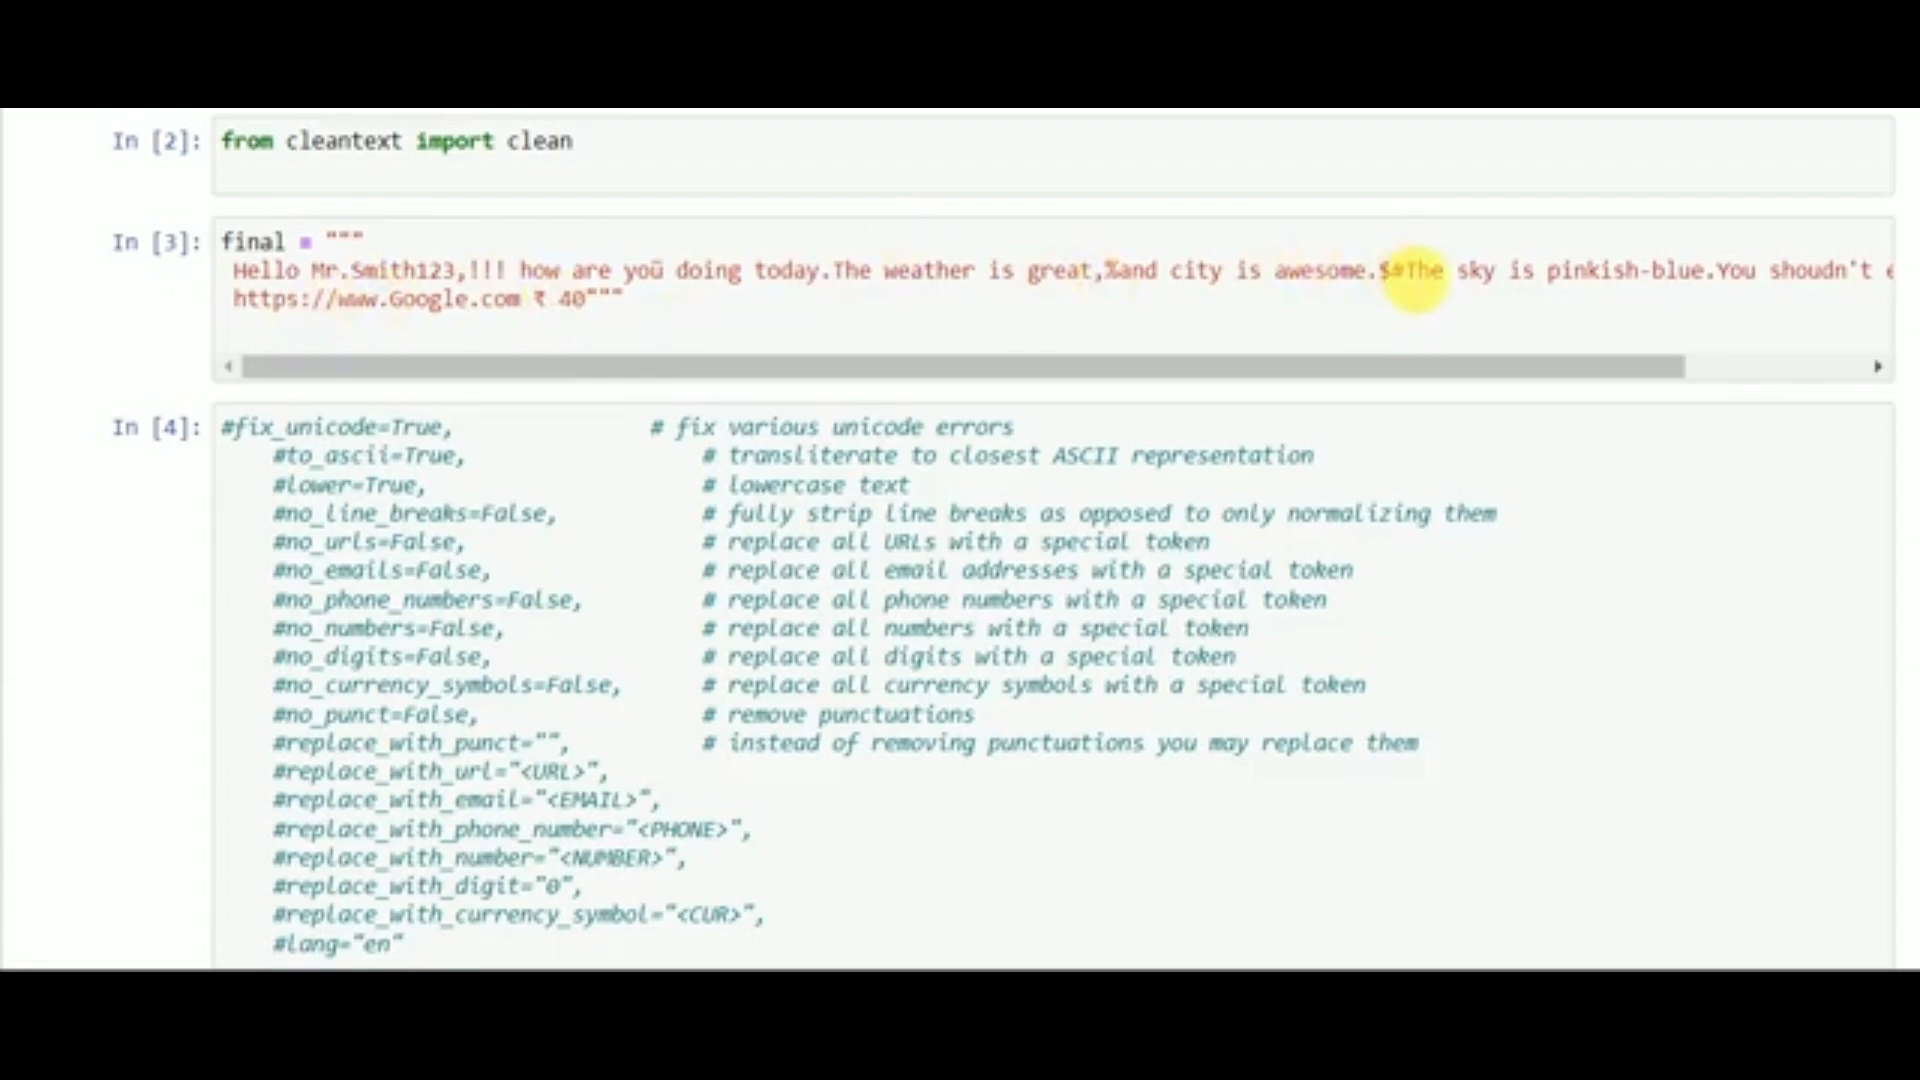 In [2]: from cleantext import clean
In [3]: final = """
Hello Mr.Smith123,!!! how are yoü doing today.The weather is great,%and city is awesome.$#The sky is pinkish-blue.You shoudn't
https://www.Google.com ₹ 40"""
In [4]: #fix_unicode=True, # fix various unicode errors
#to_ascii=True, # transliterate to closest ASCII representation
#lower=True, # lowercase text
#no_line_breaks=False, # fully strip line breaks as opposed to only normalizing them
#no_urls=False, # replace all URLs with a special token
#no_emails=False, # replace all email addresses with a special token
#no_phone_numbers=False, # replace all phone numbers with a special token
#no_numbers=False, # replace all numbers with a special token
#no_digits=False, # replace all digits with a special token
#no_currency_symbols=False, # replace all currency symbols with a special token
#no_punct=False, # remove punctuations
#replace_with_punct="", # instead of removing punctuations you may replace them
#replace_with_url="<URL>",
#replace_with_email="<EMAIL>",
#replace_with_phone_number="<PHONE>",
#replace_with_number="<NUMBER>",
#replace_with_digit="0",
#replace_with_currency_symbol="<CUR>",
#lang="en"